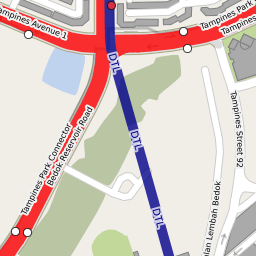 Tampines Park
Tampines Avenue 1
DTL
Tampines Street 92
DTL
Tampines Park Connector
Bedok Reservoir Road
DTL
Jalan Lembah Bedok